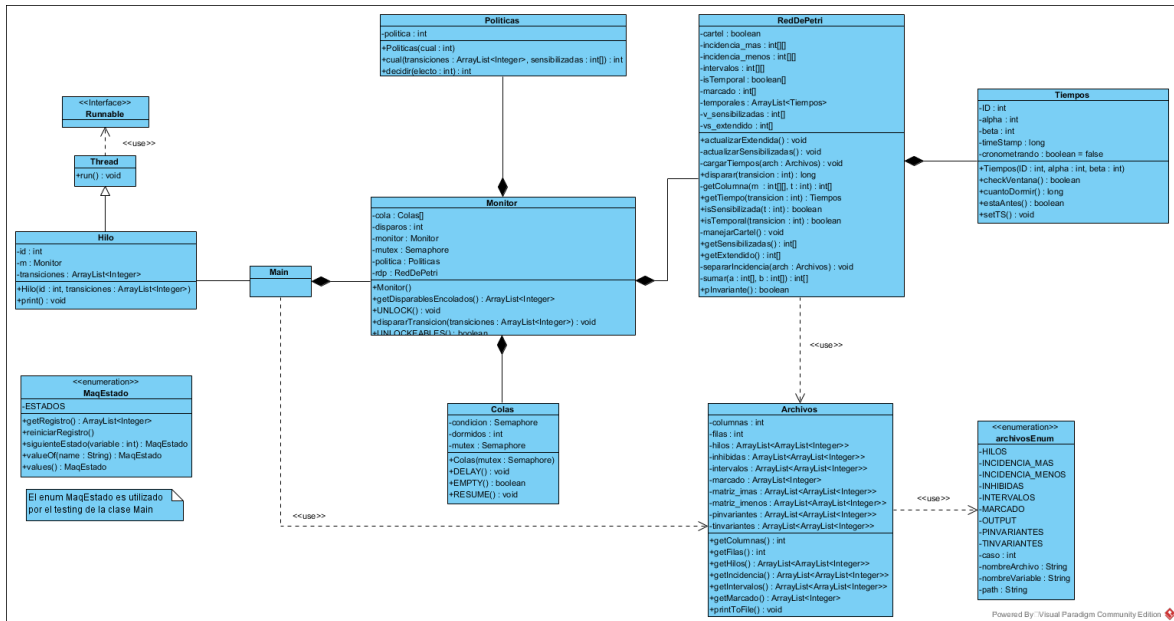 Politicas
-politica : int
+Politicas(cual : int)
+cual(transiciones : ArrayList<Integer>, sensibilizadas : int[]) : int
+decidir(electo : int) : int
RedDePetri
-cartel : boolean
-incidencia_mas : int[][]
-incidencia_menos : int[][]
-intervalos : int[][]
-isTemporal : boolean[]
-marcado : int[]
-temporales : ArrayList<Tiempos>
-v_sensibilizadas : int[]
-vs_extendido : int[]
+actualizarExtendida() : void
-actualizarSensibilizadas() : void
-cargarTiempos(arch : Archivos) : void
+disparar(transicion : int) : long
-getColumna(m : int[][], t : int) : int[]
+getTiempo(transicion : int) : Tiempos
+isSensibilizada(t : int) : boolean
+isTemporal(transicion : int) : boolean
-manejarCartel() : void
+getSensibilizadas() : int[]
+getExtendido() : int[]
-separarIncidencia(arch : Archivos) : void
-sumar(a : int[], b : int[]) : int[]
+pInvariante() : boolean
Tiempos
-ID : int
-alpha : int
-beta : int
-timeStamp : long
-cronometrando : boolean = false
+Tiempos(ID : int, alpha : int, beta : int)
+checkVentana() : boolean
+cuantoDormir() : long
+estaAntes() : boolean
+setTS() : void
<<Interface>>
Runnable
<<use>>
Thread
+run() : void
Hilo
-id : int
-m : Monitor
-transiciones : ArrayList<Integer>
+Hilo(id : int, transiciones : ArrayList<Integer>)
+print() : void
Main
Monitor
-cola : Colas[]
-disparos : int
-monitor : Monitor
-mutex : Semaphore
-politica : Politicas
-rdp : RedDePetri
+Monitor()
+getDisparablesEncolados() : ArrayList<Integer>
+UNLOCK() : void
+dispararTransicion(transiciones : ArrayList<Integer>) : void
+UNLOCKEABLES() : boolean
<<use>>
<<enumeration>>
MaqEstado
-ESTADOS
+getRegistro() : ArrayList<Integer>
+reiniciarRegistro()
+siguienteEstado(variable : int) : MaqEstado
+valueOf(name : String) : MaqEstado
+values() : MaqEstado
El enum MaqEstado es utilizado
por el testing de la clase Main
<<use>>
Colas
-condicion : Semaphore
-dormidos : int
-mutex : Semaphore
+Colas(mutex : Semaphore)
+DELAY() : void
+EMPTY() : boolean
+RESUME() : void
Archivos
-columnas : int
-filas : int
-hilos : ArrayList<ArrayList<Integer>>
-inhibidas : ArrayList<ArrayList<Integer>>
-intervalos : ArrayList<ArrayList<Integer>>
-marcado : ArrayList<Integer>
-matriz_imas : ArrayList<ArrayList<Integer>>
-matriz_imenos : ArrayList<ArrayList<Integer>>
-pinvariantes : ArrayList<ArrayList<Integer>>
-tinvariantes : ArrayList<ArrayList<Integer>>
+getColumnas() : int
+getFilas() : int
+getHilos() : ArrayList<ArrayList<Integer>>
+getIncidencia() : ArrayList<ArrayList<Integer>>
+getIntervalos() : ArrayList<ArrayList<Integer>>
+getMarcado() : ArrayList<Integer>
+printToFile() : void
<<use>>
<<enumeration>>
archivosEnum
-HILOS
-INCIDENCIA_MAS
-INCIDENCIA_MENOS
-INHIBIDAS
-INTERVALOS
-MARCADO
-OUTPUT
-PINVARIANTES
-TINVARIANTES
-caso : int
-nombreArchivo : String
-nombreVariable : String
-path : String
Powered By Visual Paradigm Community Edition